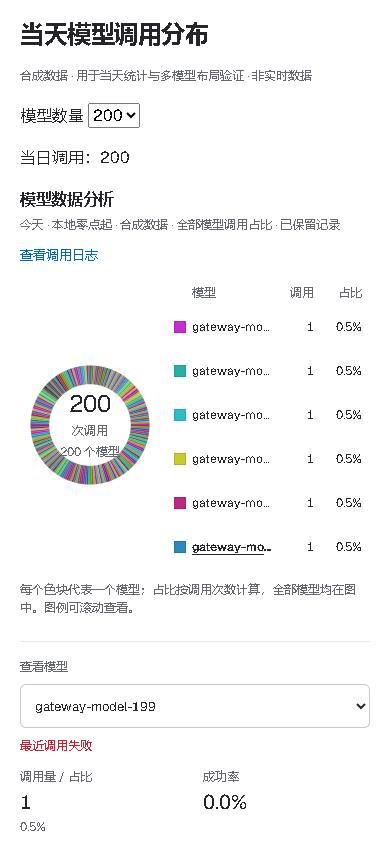 当天模型调用分布
合成数据 · 用于当天统计与多模型布局验证 · 非实时数据
模型数量 200
当日调用：200
模型数据分析
今天 · 本地零点起 · 合成数据 · 全部模型调用占比 · 已保留记录
查看调用日志
模型 调用 占比
gateway-mo... 1 0.5%
gateway-mo... 1 0.5%
gateway-mo... 1 0.5%
gateway-mo... 1 0.5%
gateway-mo... 1 0.5%
gateway-mo... 1 0.5%
200
次调用
200 个模型
每个色块代表一个模型；占比按调用次数计算，全部模型均在图
中。图例可滚动查看。
查看模型
gateway-model-199
最近调用失败
调用量 / 占比 成功率
1 0.0%
0.5%